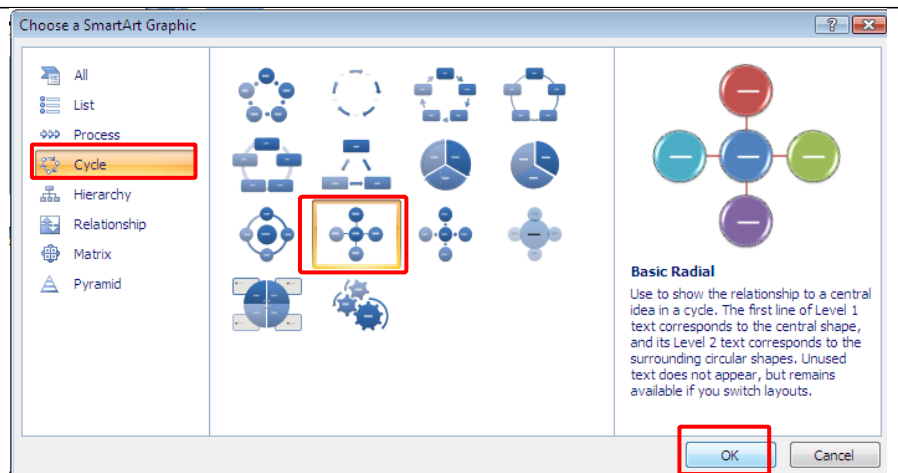 Choose a SmartArt Graphic
All
List
Process
Cycle
Hierarchy
Relationship
Matrix
Pyramid
Basic Radial
Use to show the relationship to a central
idea in a cycle. The first line of Level 1
text corresponds to the central shape,
and its Level 2 text corresponds to the
surrounding circular shapes. Unused
text does not appear, but remains
available if you switch layouts.
OK
Cancel